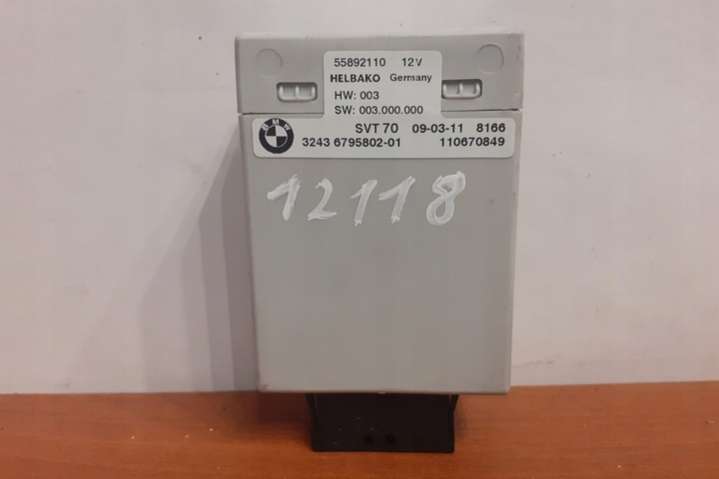 55892110 12V
HELBAKO Germany
HW: 003
SW: 003.000.000
BMW
SVT 70 09-03-11 8166
3243 6795802-01 110670849
12118